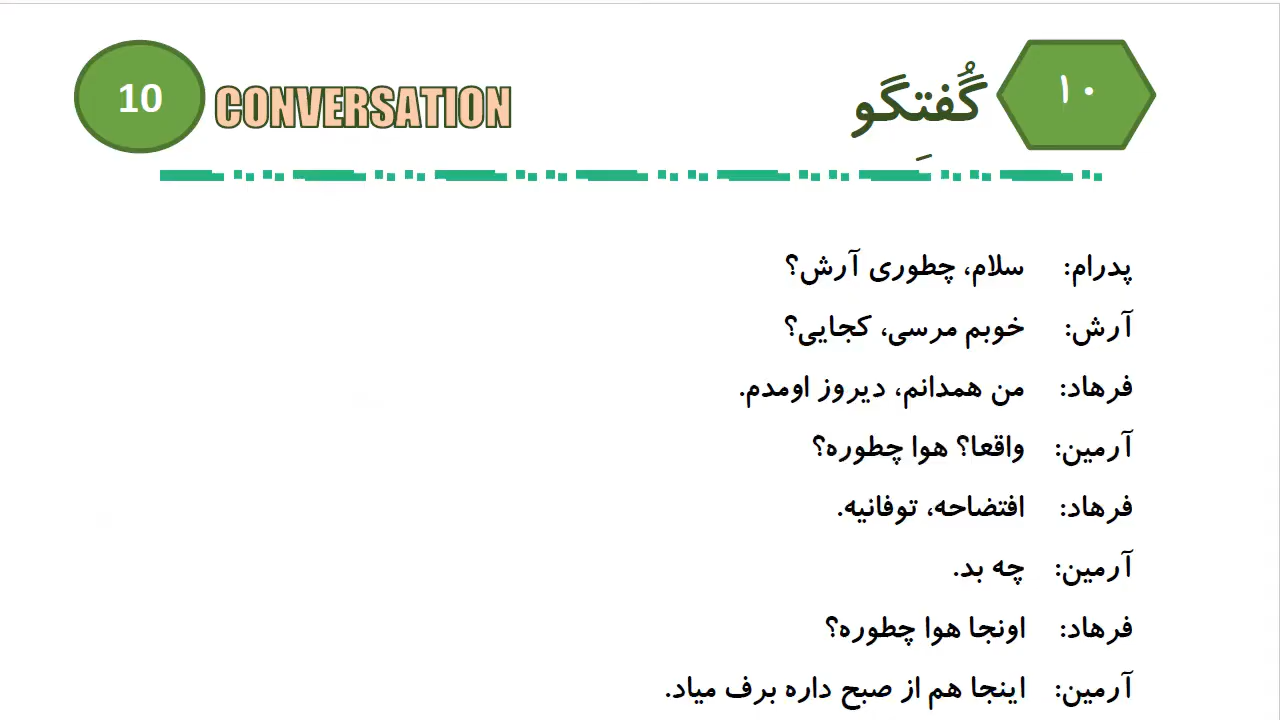 10 CONVERSATION گُفتِگو ۱۰
پدرام: سلام، چطوری آرش؟
آرش: خوبم مرسی، کجایی؟
فرهاد: من همدانم، دیروز اومدم.
آرمین: واقعا؟ هوا چطوره؟
فرهاد: افتضاحه، توفانیه.
آرمین: چه بد.
فرهاد: اونجا هوا چطوره؟
آرمین: اینجا هم از صبح داره برف میاد.